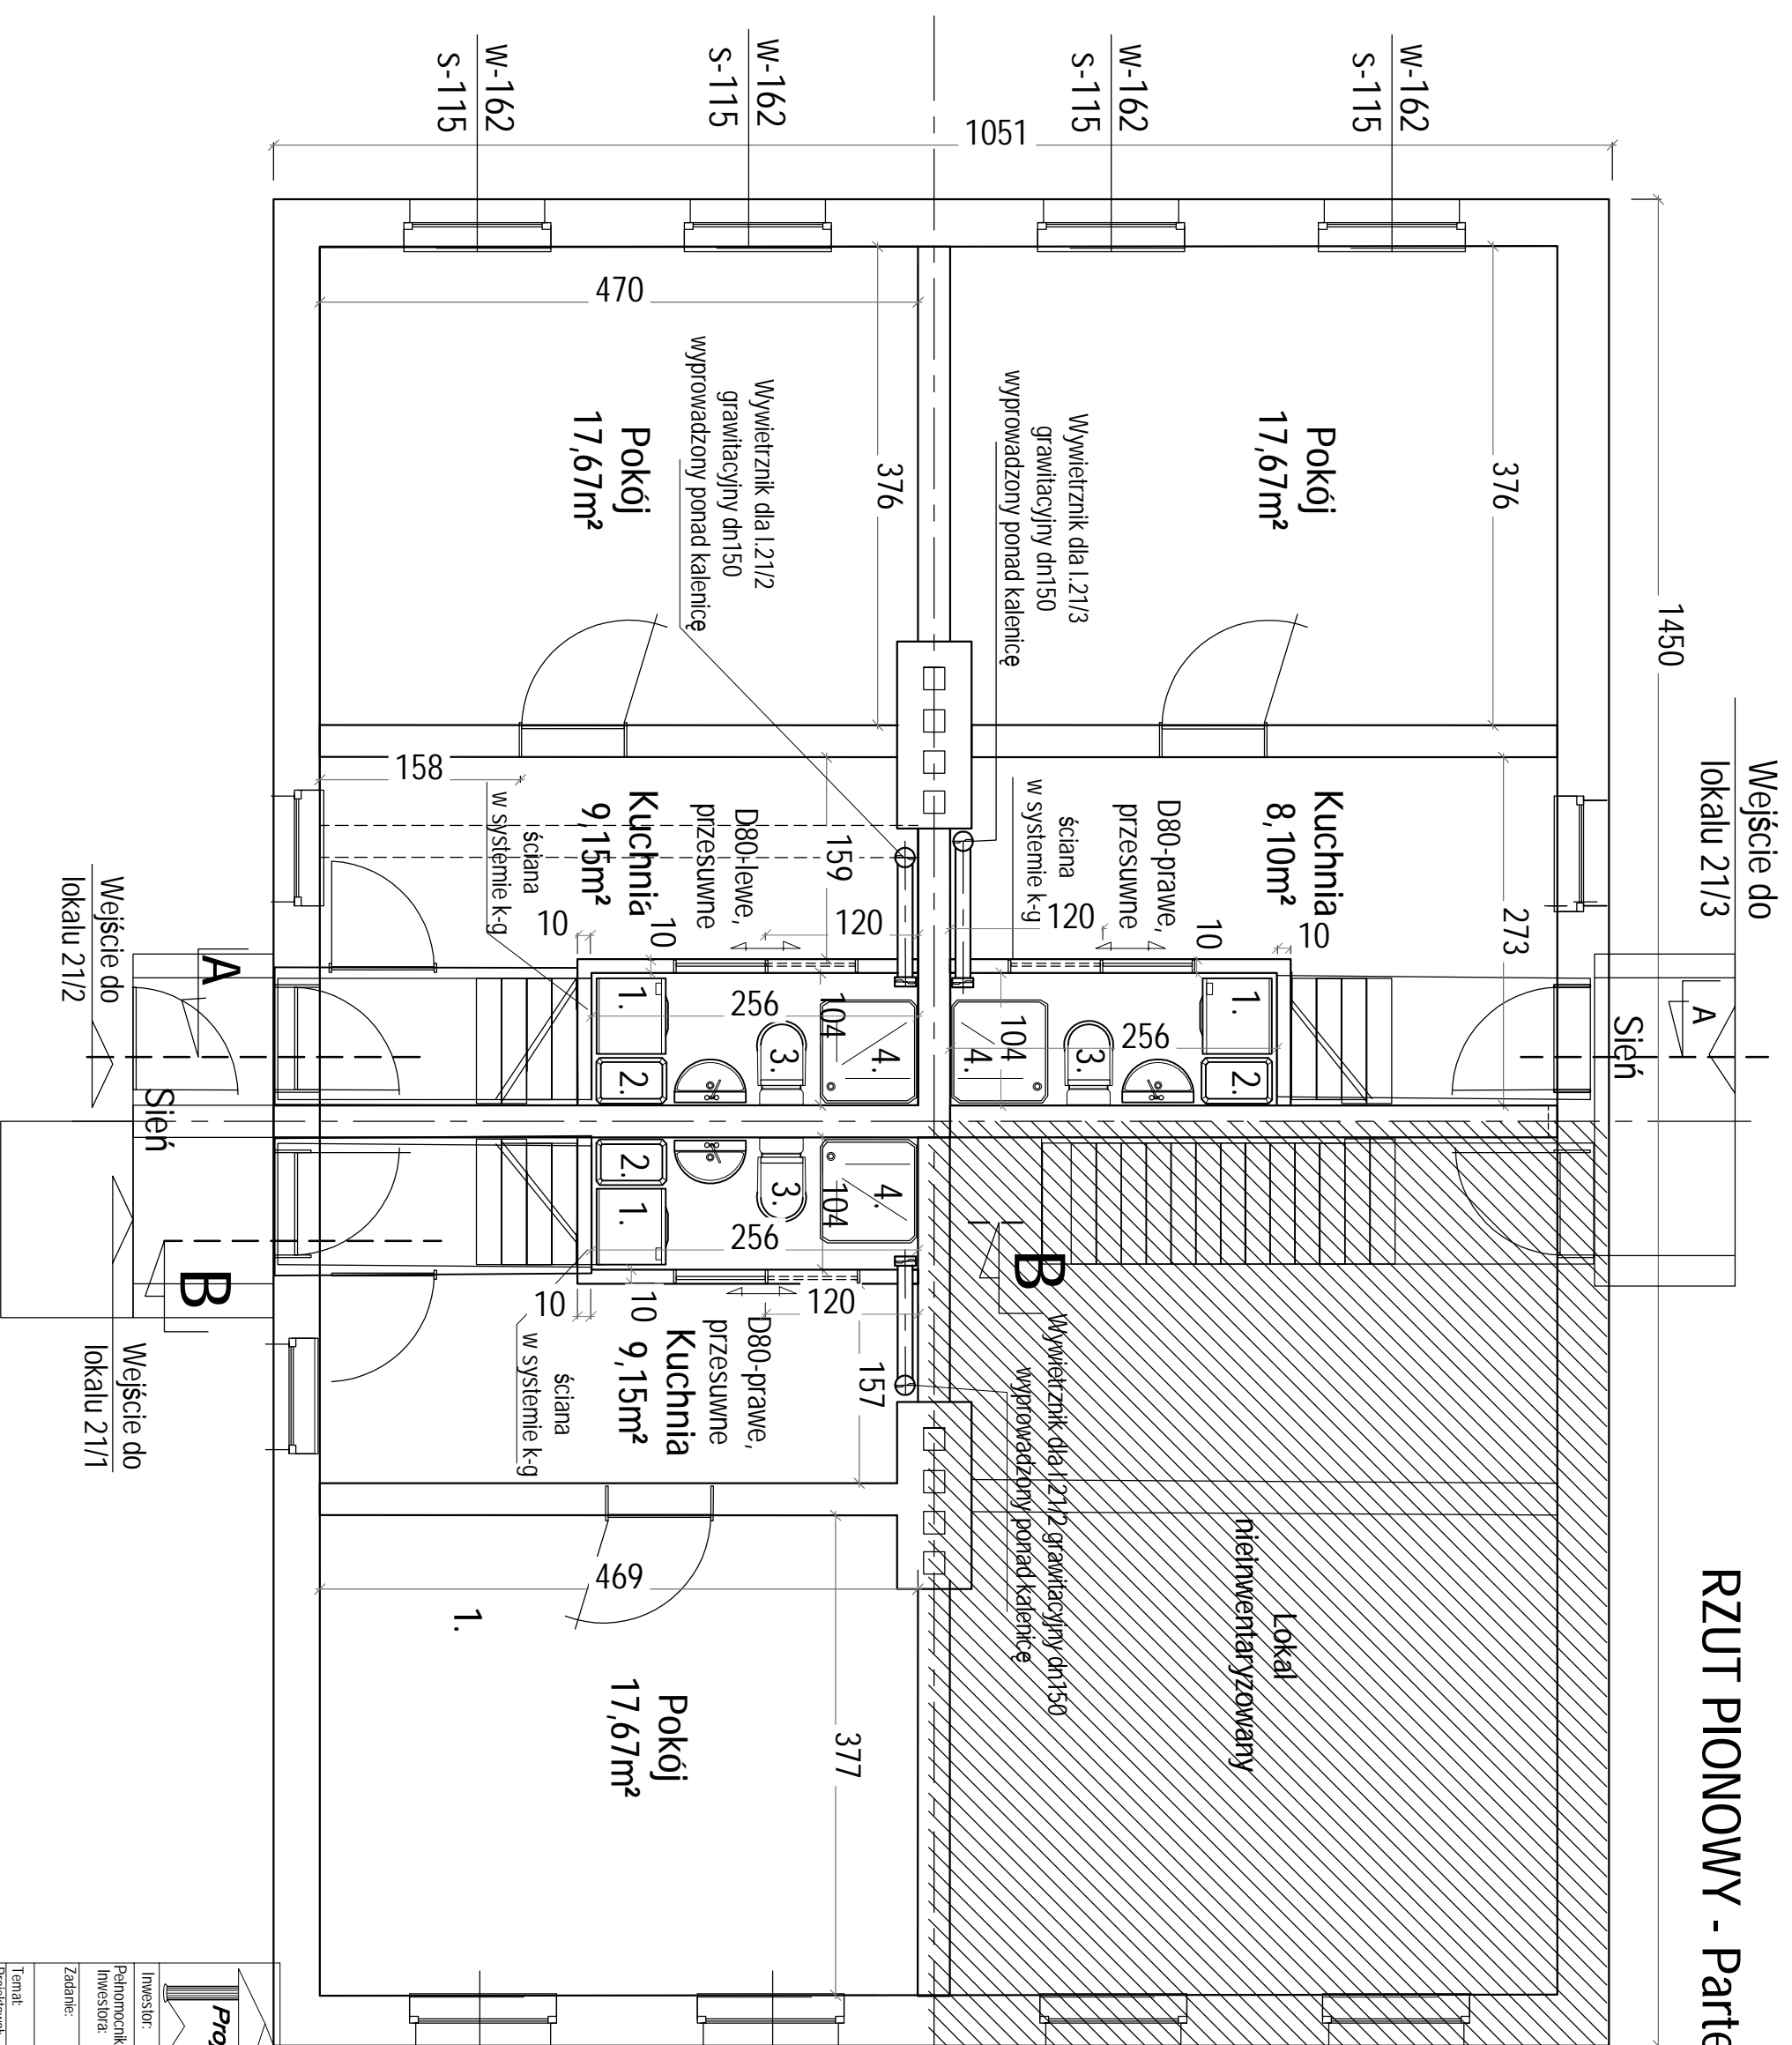 RZUT PIONOWY - Parte
W-162
S-115
W-162
S-115
W-162
S-115
W-162
S-115
1051
1450
Wejście do
lokalu 21/3
Pokój
17,67m²
376
470
Pokój
17,67m²
376
Wywietrznik dla l.21/2
grawitacyjny dn150
wyprowadzony ponad kalenicę
Wywietrznik dla l.21/3
grawitacyjny dn150
wyprowadzony ponad kalenicę
158
Kuchnia
9,15m²
D80-lewe,
przesuwne
ściana
w systemie k-g
159
120
10
10
Kuchnia
8,10m²
D80-prawe,
przesuwne
ściana
w systemie k-g
273
120
10
10
256
104
1.
2.
3.
4.
256
104
1.
2.
3.
4.
Sień
A
A
Wejście do
lokalu 21/2
Sień
256
104
1.
2.
3.
4.
B
B
Wejście do
lokalu 21/1
10
10
120
157
D80-prawe,
przesuwne
Kuchnia
9,15m²
ściana
w systemie k-g
Wywietrznik dla l.21/2 grawitacyjny dn150
wyprowadzony ponad kalenicę
Lokal
nieinwentaryzowany
469
1.
Pokój
17,67m²
377
Proj
Inwestor:
Pełnomocnik
Inwestora:
Zadanie:
Temat: